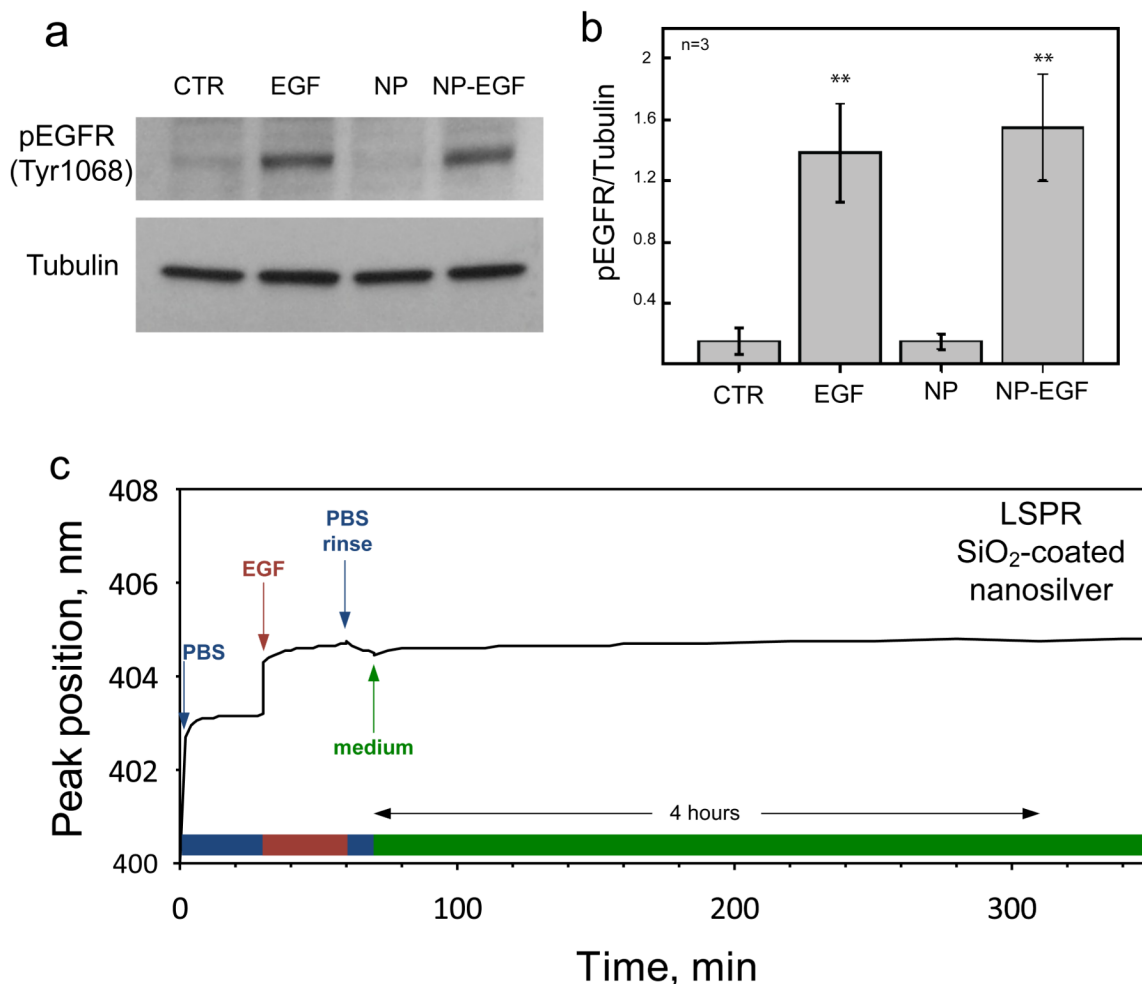 a
CTR EGF NP NP-EGF
pEGFR
(Tyr1068)
Tubulin
b
n=3
2
1.6
1.2
0.8
0.4
**
**
pEGFR/Tubulin
CTR EGF NP NP-EGF
c
408
406
404
402
400
Peak position, nm
PBS
EGF
PBS
rinse
medium
LSPR
SiO₂-coated
nanosilver
4 hours
0 100 200 300
Time, min